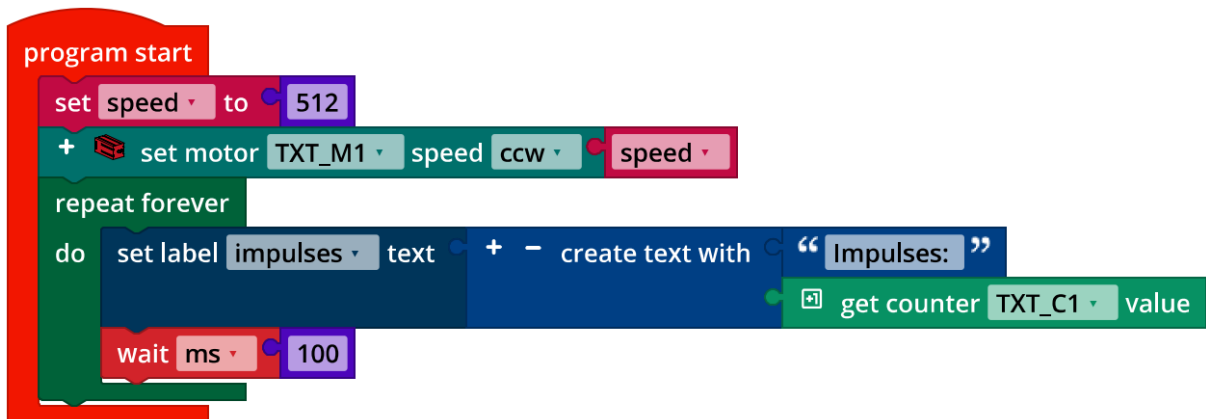 program start
set speed to 512
+ set motor TXT_M1 speed ccw speed
repeat forever
do set label impulses text + - create text with “ Impulses: ”
+1 get counter TXT_C1 value
wait ms 100